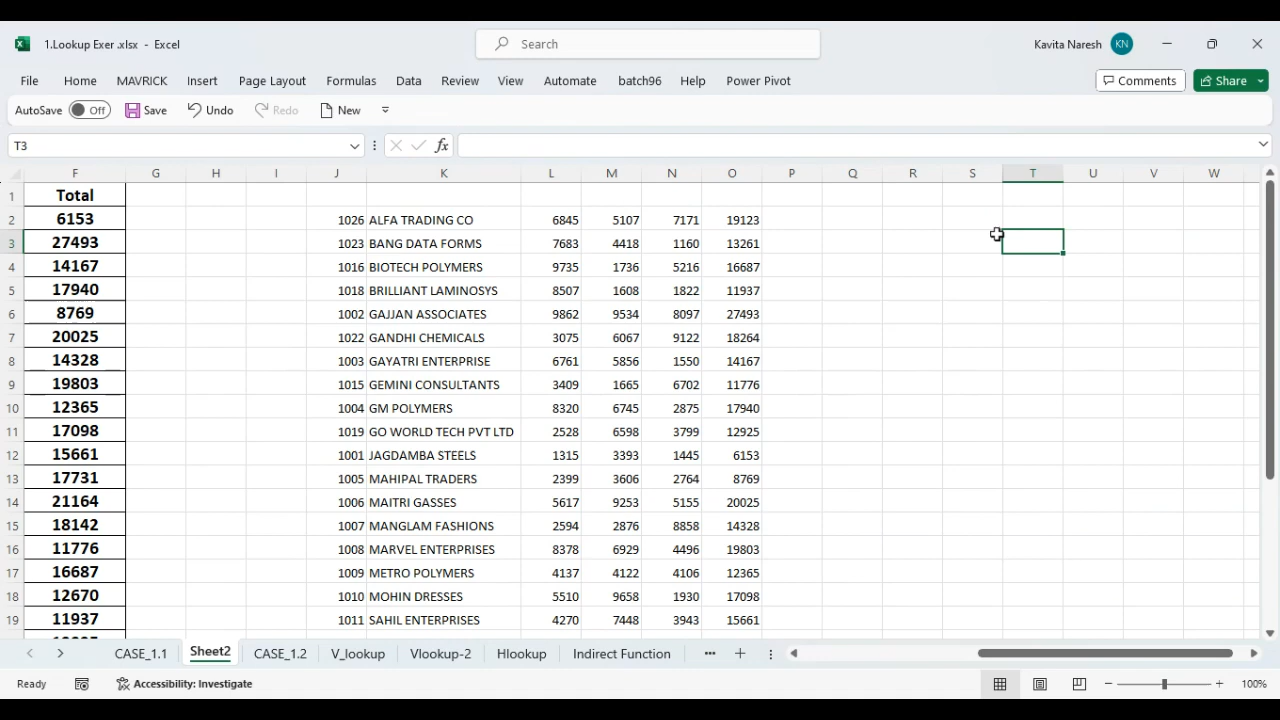 1.Lookup Exer .xlsx - Excel
Search
Kavita Naresh KN
File Home MAVRICK Insert Page Layout Formulas Data Review View Automate batch96 Help Power Pivot Comments Share
AutoSave Off Save Undo Redo New
T3 fx
F G H I J K L M N O P Q R S T U V W
1 Total
2 6153 1026 ALFA TRADING CO 6845 5107 7171 19123
3 27493 1023 BANG DATA FORMS 7683 4418 1160 13261
4 14167 1016 BIOTECH POLYMERS 9735 1736 5216 16687
5 17940 1018 BRILLIANT LAMINOSYS 8507 1608 1822 11937
6 8769 1002 GAJJAN ASSOCIATES 9862 9534 8097 27493
7 20025 1022 GANDHI CHEMICALS 3075 6067 9122 18264
8 14328 1003 GAYATRI ENTERPRISE 6761 5856 1550 14167
9 19803 1015 GEMINI CONSULTANTS 3409 1665 6702 11776
10 12365 1004 GM POLYMERS 8320 6745 2875 17940
11 17098 1019 GO WORLD TECH PVT LTD 2528 6598 3799 12925
12 15661 1001 JAGDAMBA STEELS 1315 3393 1445 6153
13 17731 1005 MAHIPAL TRADERS 2399 3606 2764 8769
14 21164 1006 MAITRI GASSES 5617 9253 5155 20025
15 18142 1007 MANGLAM FASHIONS 2594 2876 8858 14328
16 11776 1008 MARVEL ENTERPRISES 8378 6929 4496 19803
17 16687 1009 METRO POLYMERS 4137 4122 4106 12365
18 12670 1010 MOHIN DRESSES 5510 9658 1930 17098
19 11937 1011 SAHIL ENTERPRISES 4270 7448 3943 15661
CASE_1.1 Sheet2 CASE_1.2 V_lookup Vlookup-2 Hlookup Indirect Function
Ready Accessibility: Investigate 100%